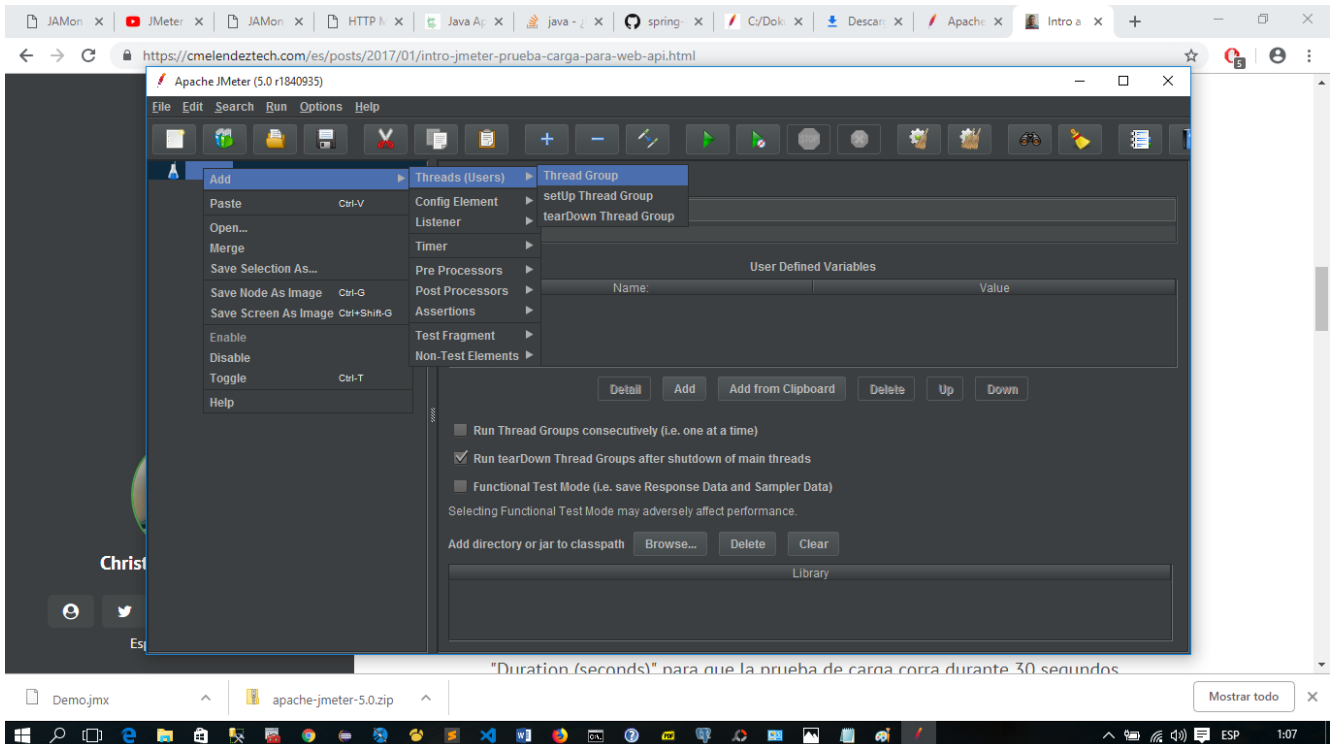 JAMon
JMeter
JAMon
HTTP M
Java Ap
java - ¿
spring-
C:/Doku
Descarg
Apache
Intro a
https://cmelendeztech.com/es/posts/2017/01/intro-jmeter-prueba-carga-para-web-api.html
5
Apache JMeter (5.0 r1840935)
File Edit Search Run Options Help
STOP
Add
Paste Ctrl-V
Open...
Merge
Save Selection As...
Save Node As Image Ctrl-G
Save Screen As Image Ctrl+Shift-G
Enable
Disable
Toggle Ctrl-T
Help
Threads (Users)
Config Element
Listener
Timer
Pre Processors
Post Processors
Assertions
Test Fragment
Non-Test Elements
Thread Group
setUp Thread Group
tearDown Thread Group
User Defined Variables
Name: Value
Detail Add Add from Clipboard Delete Up Down
Run Thread Groups consecutively (i.e. one at a time)
Run tearDown Thread Groups after shutdown of main threads
Functional Test Mode (i.e. save Response Data and Sampler Data)
Selecting Functional Test Mode may adversely affect performance.
Add directory or jar to classpath Browse... Delete Clear
Library
Christ
Esp
"Duration (seconds)" para que la prueba de carga corra durante 30 segundos
Demo.jmx
apache-jmeter-5.0.zip
Mostrar todo
ESP
1:07